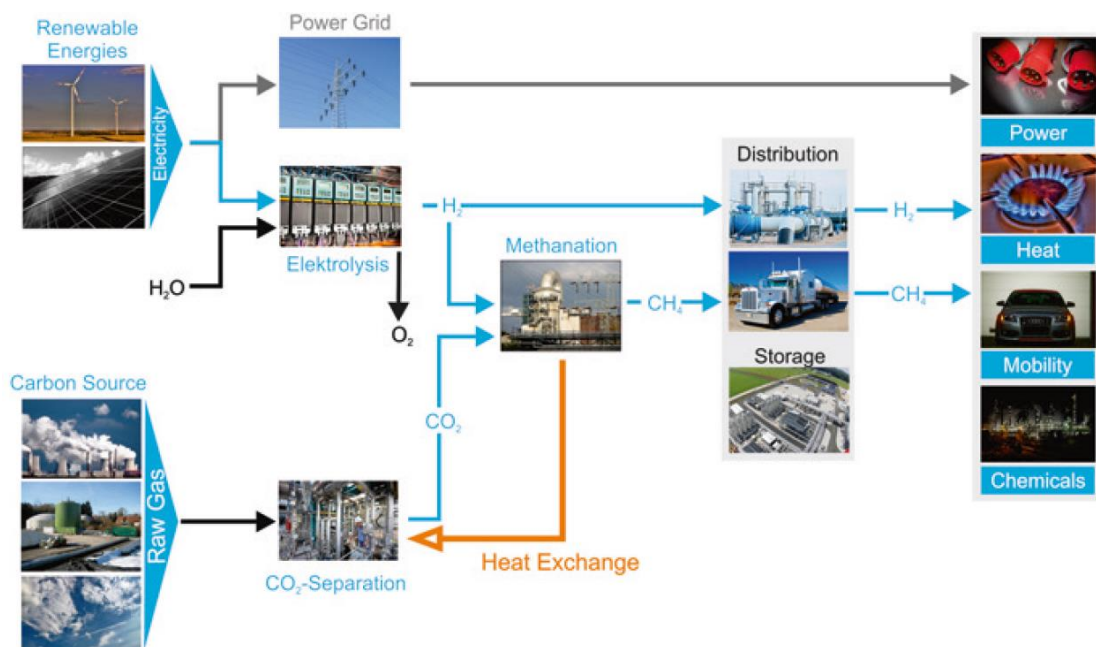 Renewable
Energies
Electricity
Power Grid
H₂O
Elektrolysis
O₂
H₂
Methanation
CH₄
Distribution
Storage
H₂
CH₄
Power
Heat
Mobility
Chemicals
Carbon Source
Raw Gas
CO₂
CO₂-Separation
Heat Exchange